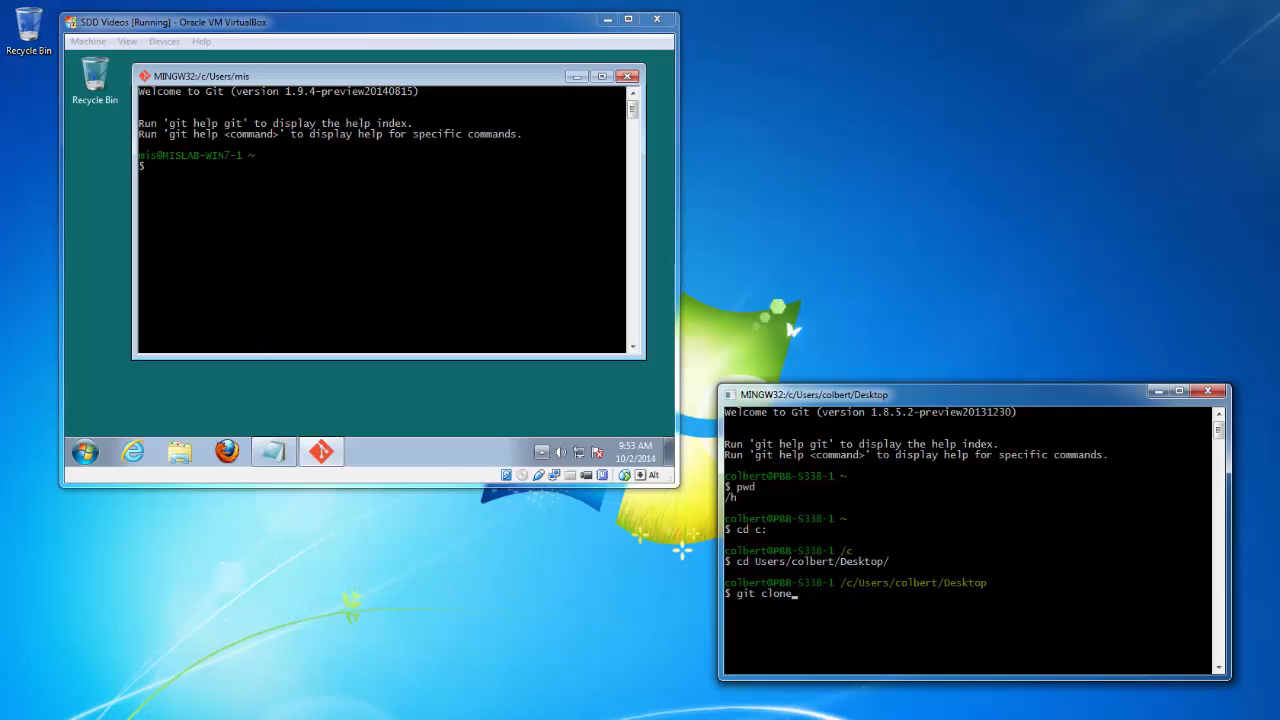 Recycle Bin
SDD Videos [Running] - Oracle VM VirtualBox
Machine View Devices Help
Recycle Bin
MINGW32:/c/Users/mis
Welcome to Git (version 1.9.4-preview20140815)
Run 'git help git' to display the help index.
Run 'git help <command>' to display help for specific commands.
mis@MISLAB-WIN7-1 ~
$
9:53 AM
10/2/2014
Alt
MINGW32:/c/Users/colbert/Desktop
Welcome to Git (version 1.8.5.2-preview20131230)
Run 'git help git' to display the help index.
Run 'git help <command>' to display help for specific commands.
colbert@PBB-S338-1 ~
$ pwd
/h
colbert@PBB-S338-1 ~
$ cd c:
colbert@PBB-S338-1 /c
$ cd Users/colbert/Desktop/
colbert@PBB-S338-1 /c/Users/colbert/Desktop
$ git clone